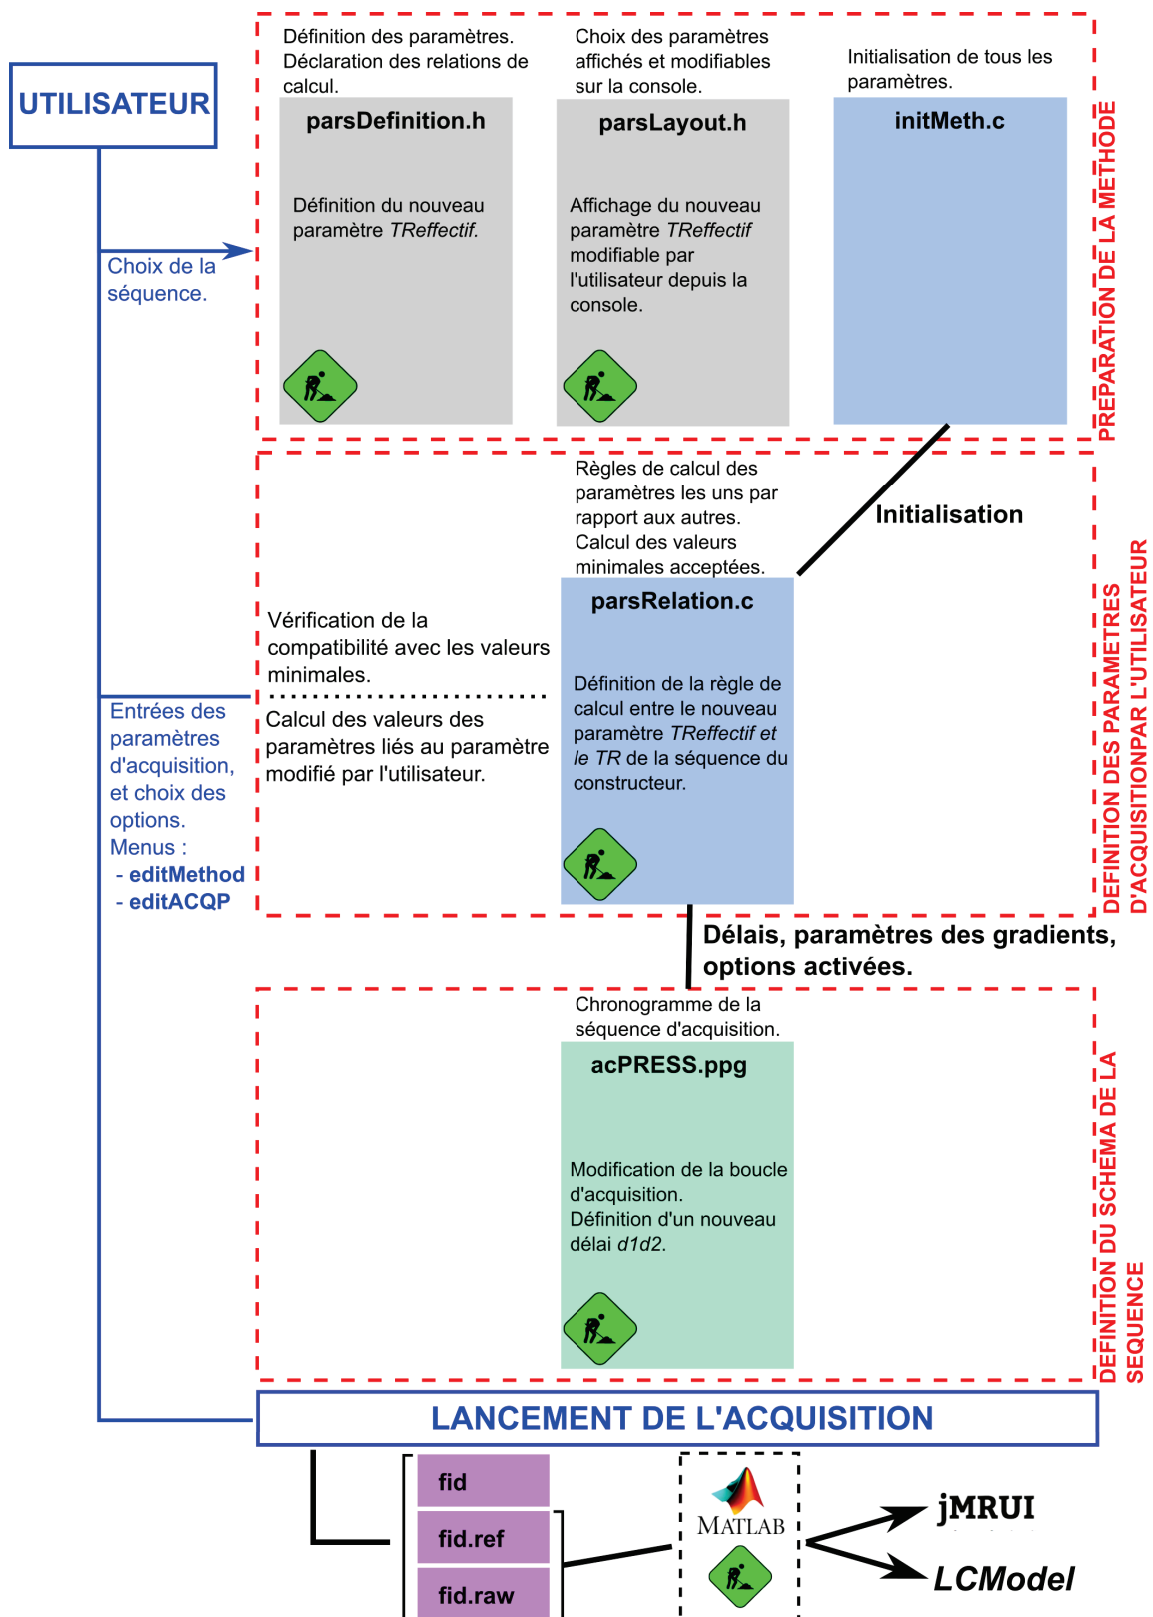 UTILISATEUR
Définition des paramètres.
Déclaration des relations de
calcul.
parsDefinition.h
Définition du nouveau
paramètre TReffectif.
Choix des paramètres
affichés et modifiables
sur la console.
parsLayout.h
Affichage du nouveau
paramètre TReffectif
modifiable par
l'utilisateur depuis la
console.
Initialisation de tous les
paramètres.
initMeth.c
PREPARATION DE LA METHODE
Choix de la
séquence.
Initialisation
Règles de calcul des
paramètres les uns par
rapport aux autres.
Calcul des valeurs
minimales acceptées.
parsRelation.c
Définition de la règle de
calcul entre le nouveau
paramètre TReffectif et
le TR de la séquence du
constructeur.
Vérification de la
compatibilité avec les valeurs
minimales.
Calcul des valeurs des
paramètres liés au paramètre
modifié par l'utilisateur.
DEFINITION DES PARAMETRES
D'ACQUISITIONPAR L'UTILISATEUR
Entrées des
paramètres
d'acquisition,
et choix des
options.
Menus :
- editMethod
- editACQP
Délais, paramètres des gradients,
options activées.
Chronogramme de la
séquence d'acquisition.
acPRESS.ppg
Modification de la boucle
d'acquisition.
Définition d'un nouveau
délai d1d2.
DEFINITION DU SCHEMA DE LA
SEQUENCE
LANCEMENT DE L'ACQUISITION
fid
fid.ref
fid.raw
MATLAB
jMRUI
LCModel